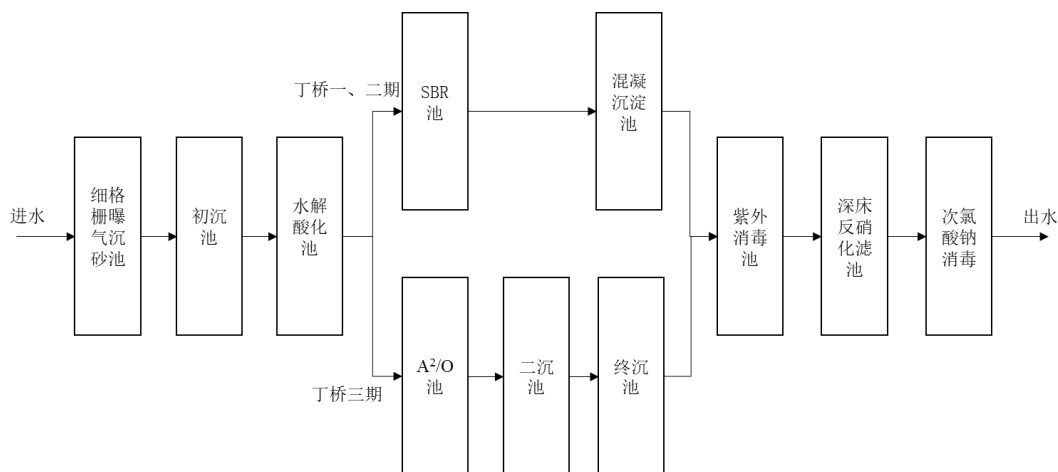 进水
细格
栅曝
气沉
砂池
初沉
池
水解
酸化
池
丁桥一、二期
SBR
池
混凝
沉淀
池
丁桥三期
A²/O
池
二沉
池
终沉
池
紫外
消毒
池
深床
反硝
化滤
池
次氯
酸钠
消毒
出水